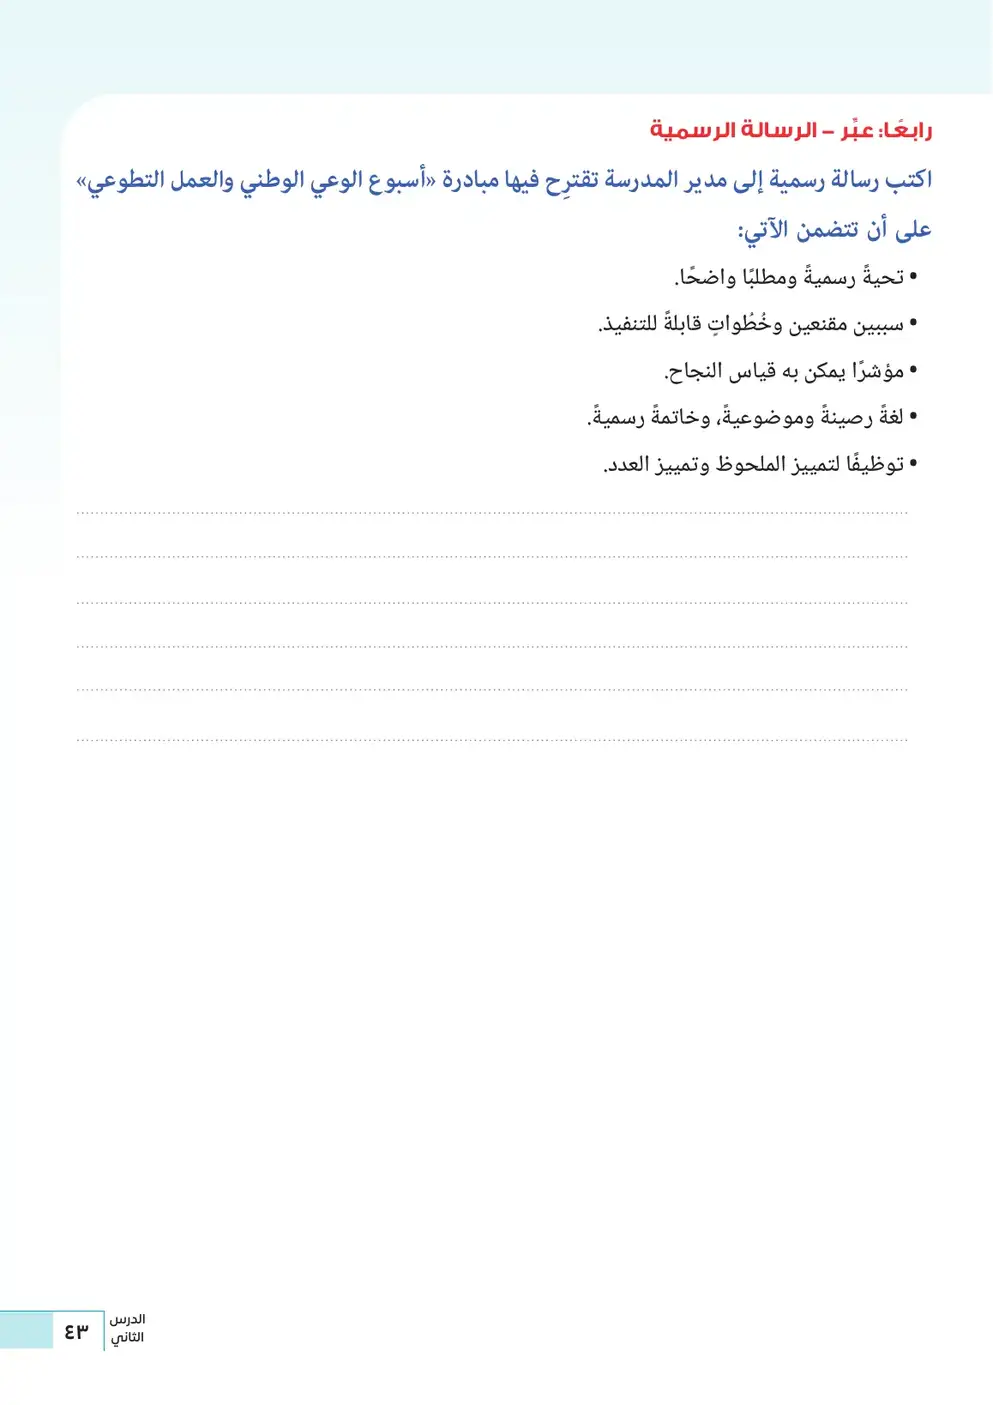 رابعًا: عبِّر – الرسالة الرسمية
اكتب رسالة رسمية إلى مدير المدرسة تقترِح فيها مبادرة «أسبوع الوعي الوطني والعمل التطوعي»
على أن تتضمن الآتي:
• تحيةً رسميةً ومطلبًا واضحًا.
• سببين مقنعين وخُطُواتٍ قابلةً للتنفيذ.
• مؤشرًا يمكن به قياس النجاح.
• لغةً رصينةً وموضوعيةً، وخاتمةً رسميةً.
• توظيفًا لتمييز الملحوظ وتمييز العدد.
الدرس
الثاني
٤٣